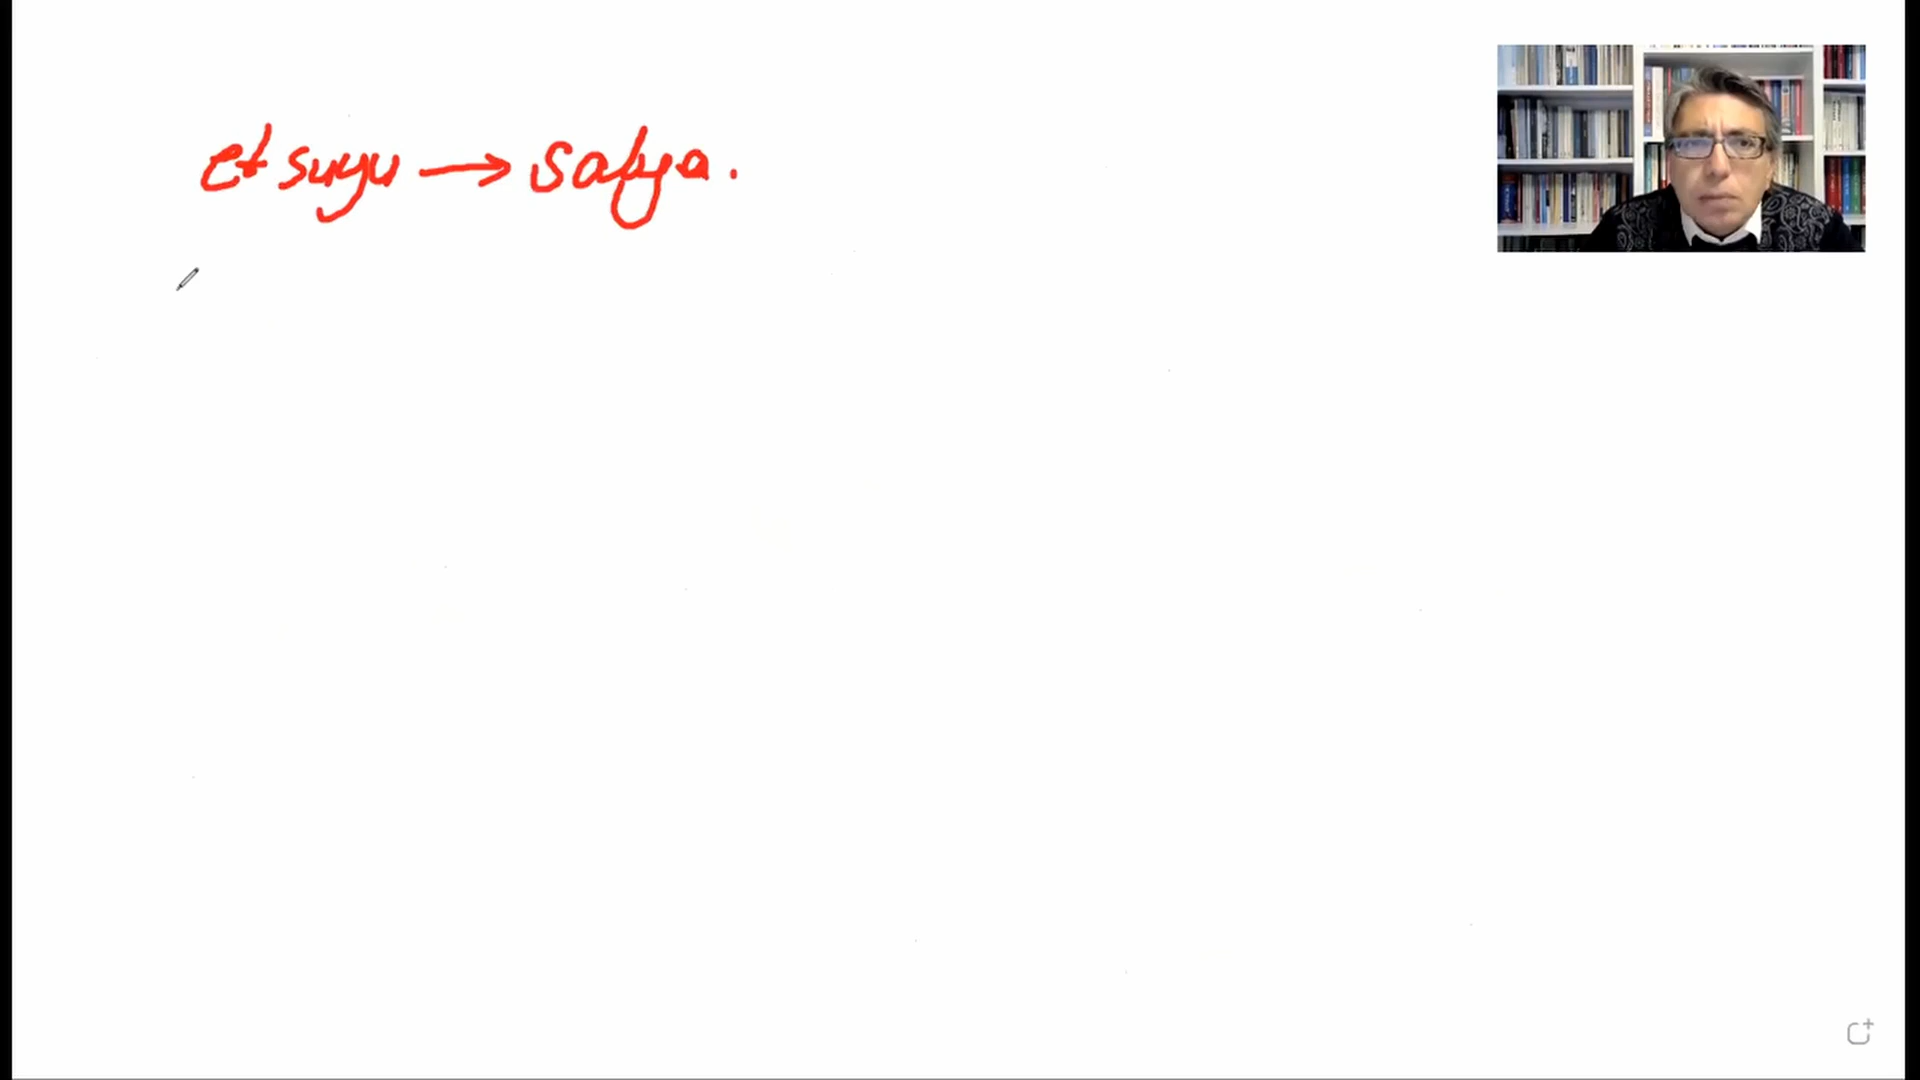 et suyu → safya.